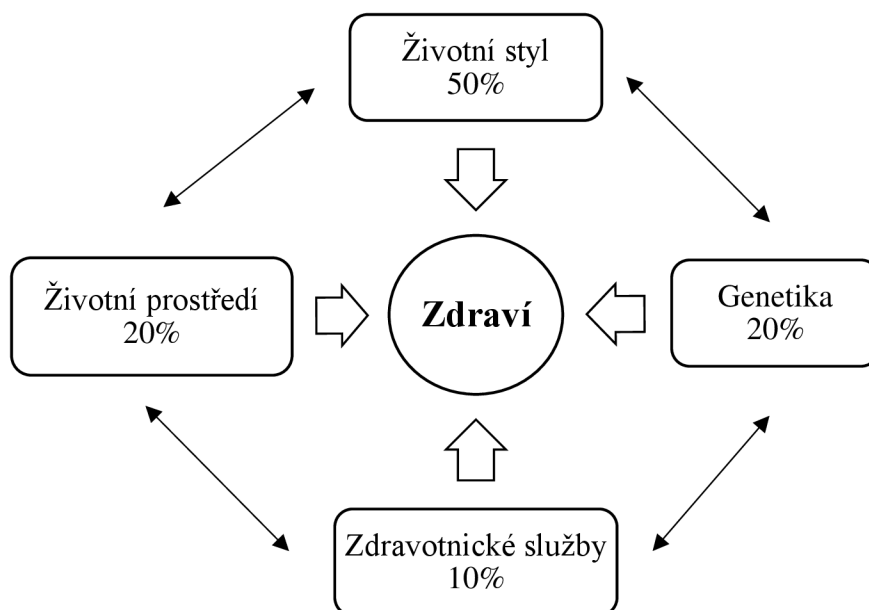 Životní styl
50%
Životní prostředí
20%
Zdraví
Genetika
20%
Zdravotnické služby
10%